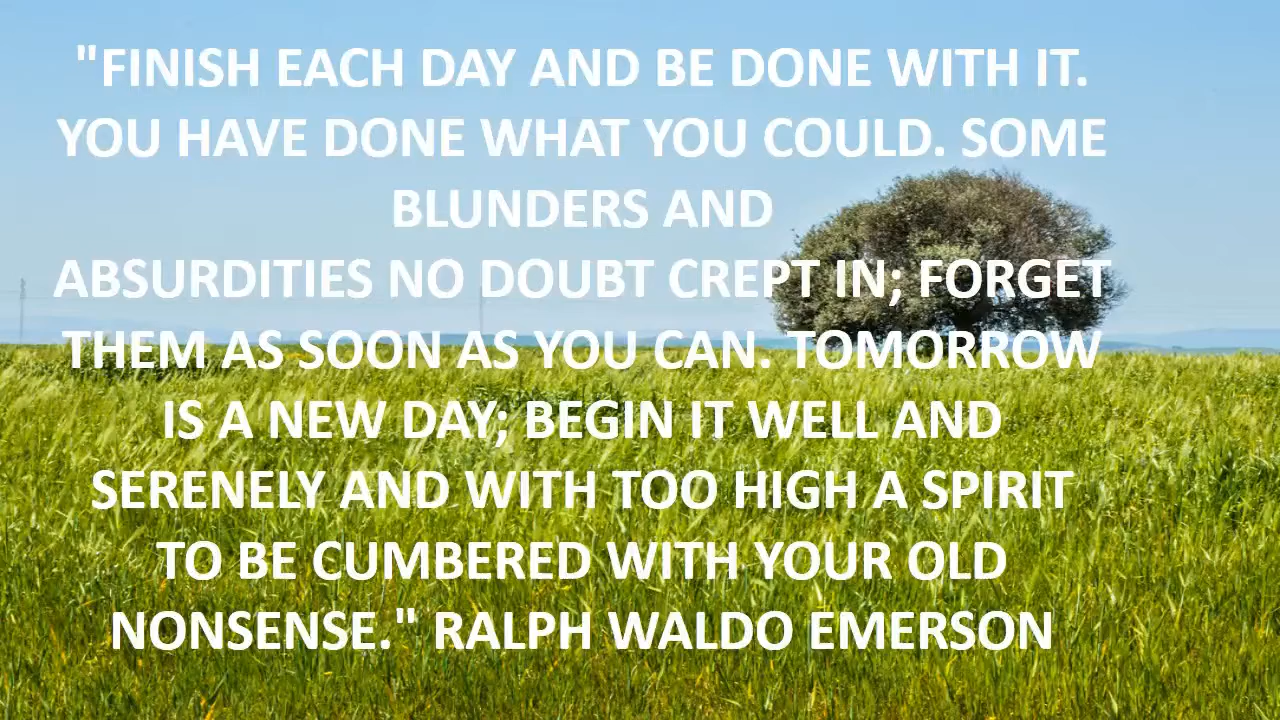 "FINISH EACH DAY AND BE DONE WITH IT.
YOU HAVE DONE WHAT YOU COULD. SOME
BLUNDERS AND
ABSURDITIES NO DOUBT CREPT IN; FORGET
THEM AS SOON AS YOU CAN. TOMORROW
IS A NEW DAY; BEGIN IT WELL AND
SERENELY AND WITH TOO HIGH A SPIRIT
TO BE CUMBERED WITH YOUR OLD
NONSENSE." RALPH WALDO EMERSON